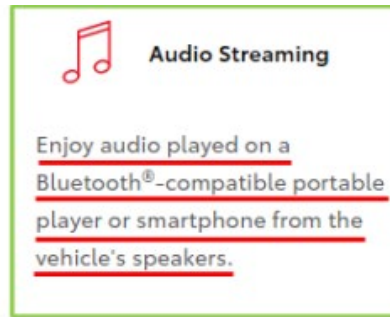 Audio Streaming
Enjoy audio played on a
Bluetooth®-compatible portable
player or smartphone from the
vehicle's speakers.